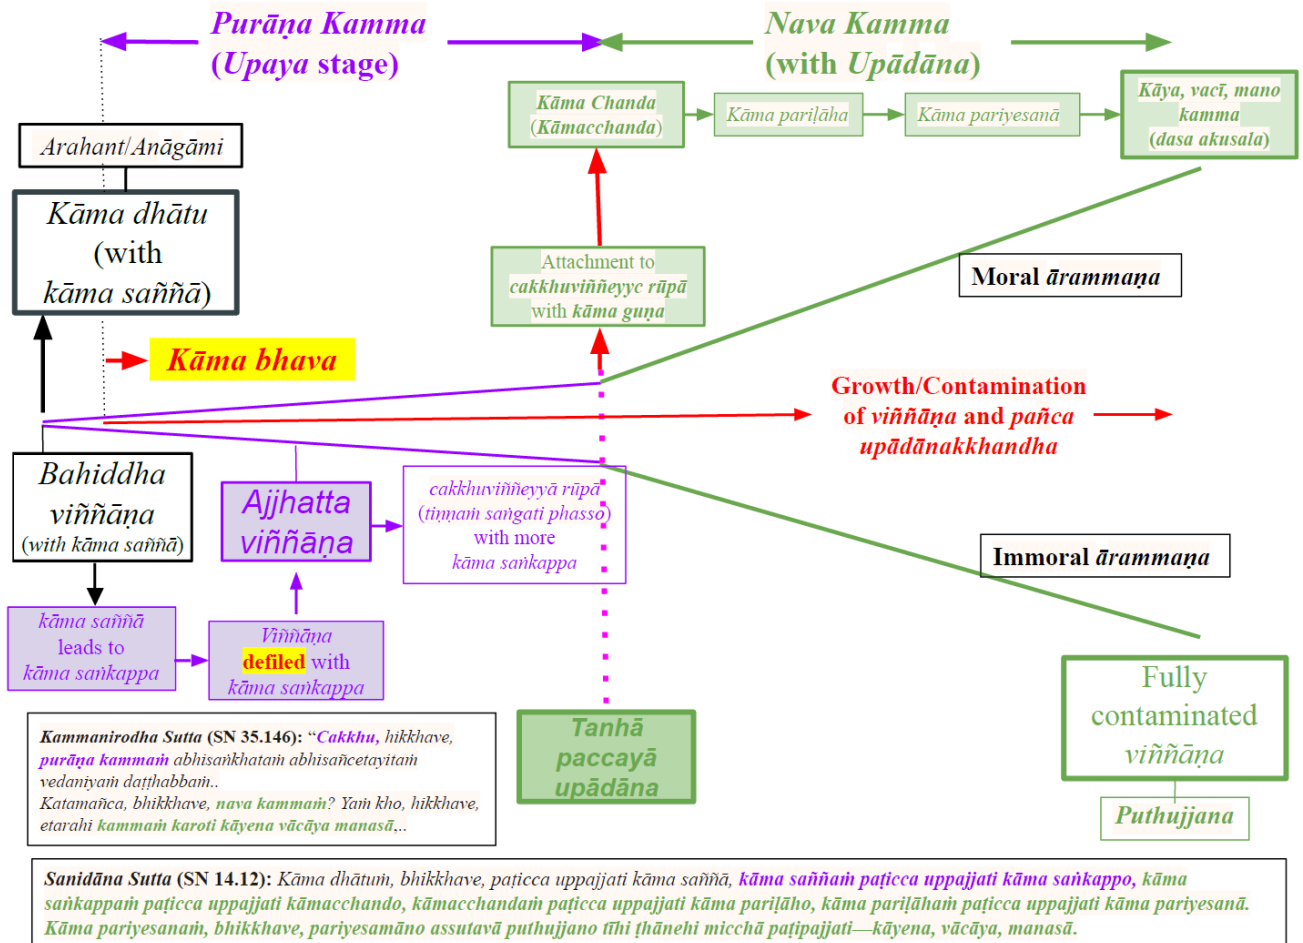 Purāṇa Kamma
(Upaya stage)
Nava Kamma
(with Upādāna)
Kāma Chanda
(Kāmacchanda)
Kāma pariḷāha
Kāma pariyesanā
Kāya, vacī, mano
kamma
(dasa akusala)
Arahant/Anāgāmi
Kāma dhātu
(with
kāma saññā)
Attachment to
cakkhuviññeyyc rūpā
with kāma guṇa
Moral ārammaṇa
Kāma bhava
Growth/Contamination
of viññāṇa and pañca
upādānakkhandha
Bahiddha
viññāṇa
(with kāma saññā)
Ajjhatta
viññāṇa
cakkhuviññeyyā rūpā
(tiṇṇaṁ saṅgati phasso)
with more
kāma saṅkappa
Immoral ārammaṇa
kāma saññā
leads to
kāma saṅkappa
Viññāṇa
defiled with
kāma saṅkappa
Tanhā
paccayā
upādāna
Fully
contaminated
viññāṇa
Puthujjana
Kammanirodha Sutta (SN 35.146): “Cakkhu, hikkhave,
purāṇa kammaṁ abhisaṅkhataṁ abhisañcetayitaṁ
vedaniyaṁ daṭṭhabbaṁ..
Katamañca, bhikkhave, nava kammaṁ? Yaṁ kho, hikkhave,
etarahi kammaṁ karoti kāyena vācāya manasā,..
Sanidāna Sutta (SN 14.12): Kāma dhātuṁ, bhikkhave, paṭicca uppajjati kāma saññā, kāma saññaṁ paṭicca uppajjati kāma saṅkappo, kāma
saṅkappaṁ paṭicca uppajjati kāmacchando, kāmacchandaṁ paṭicca uppajjati kāma pariḷāho, kāma pariḷāhaṁ paṭicca uppajjati kāma pariyesanā.
Kāma pariyesanaṁ, bhikkhave, pariyesamāno assutavā puthujjano tīhi ṭhānehi micchā paṭipajjati—kāyena, vācāya, manasā.